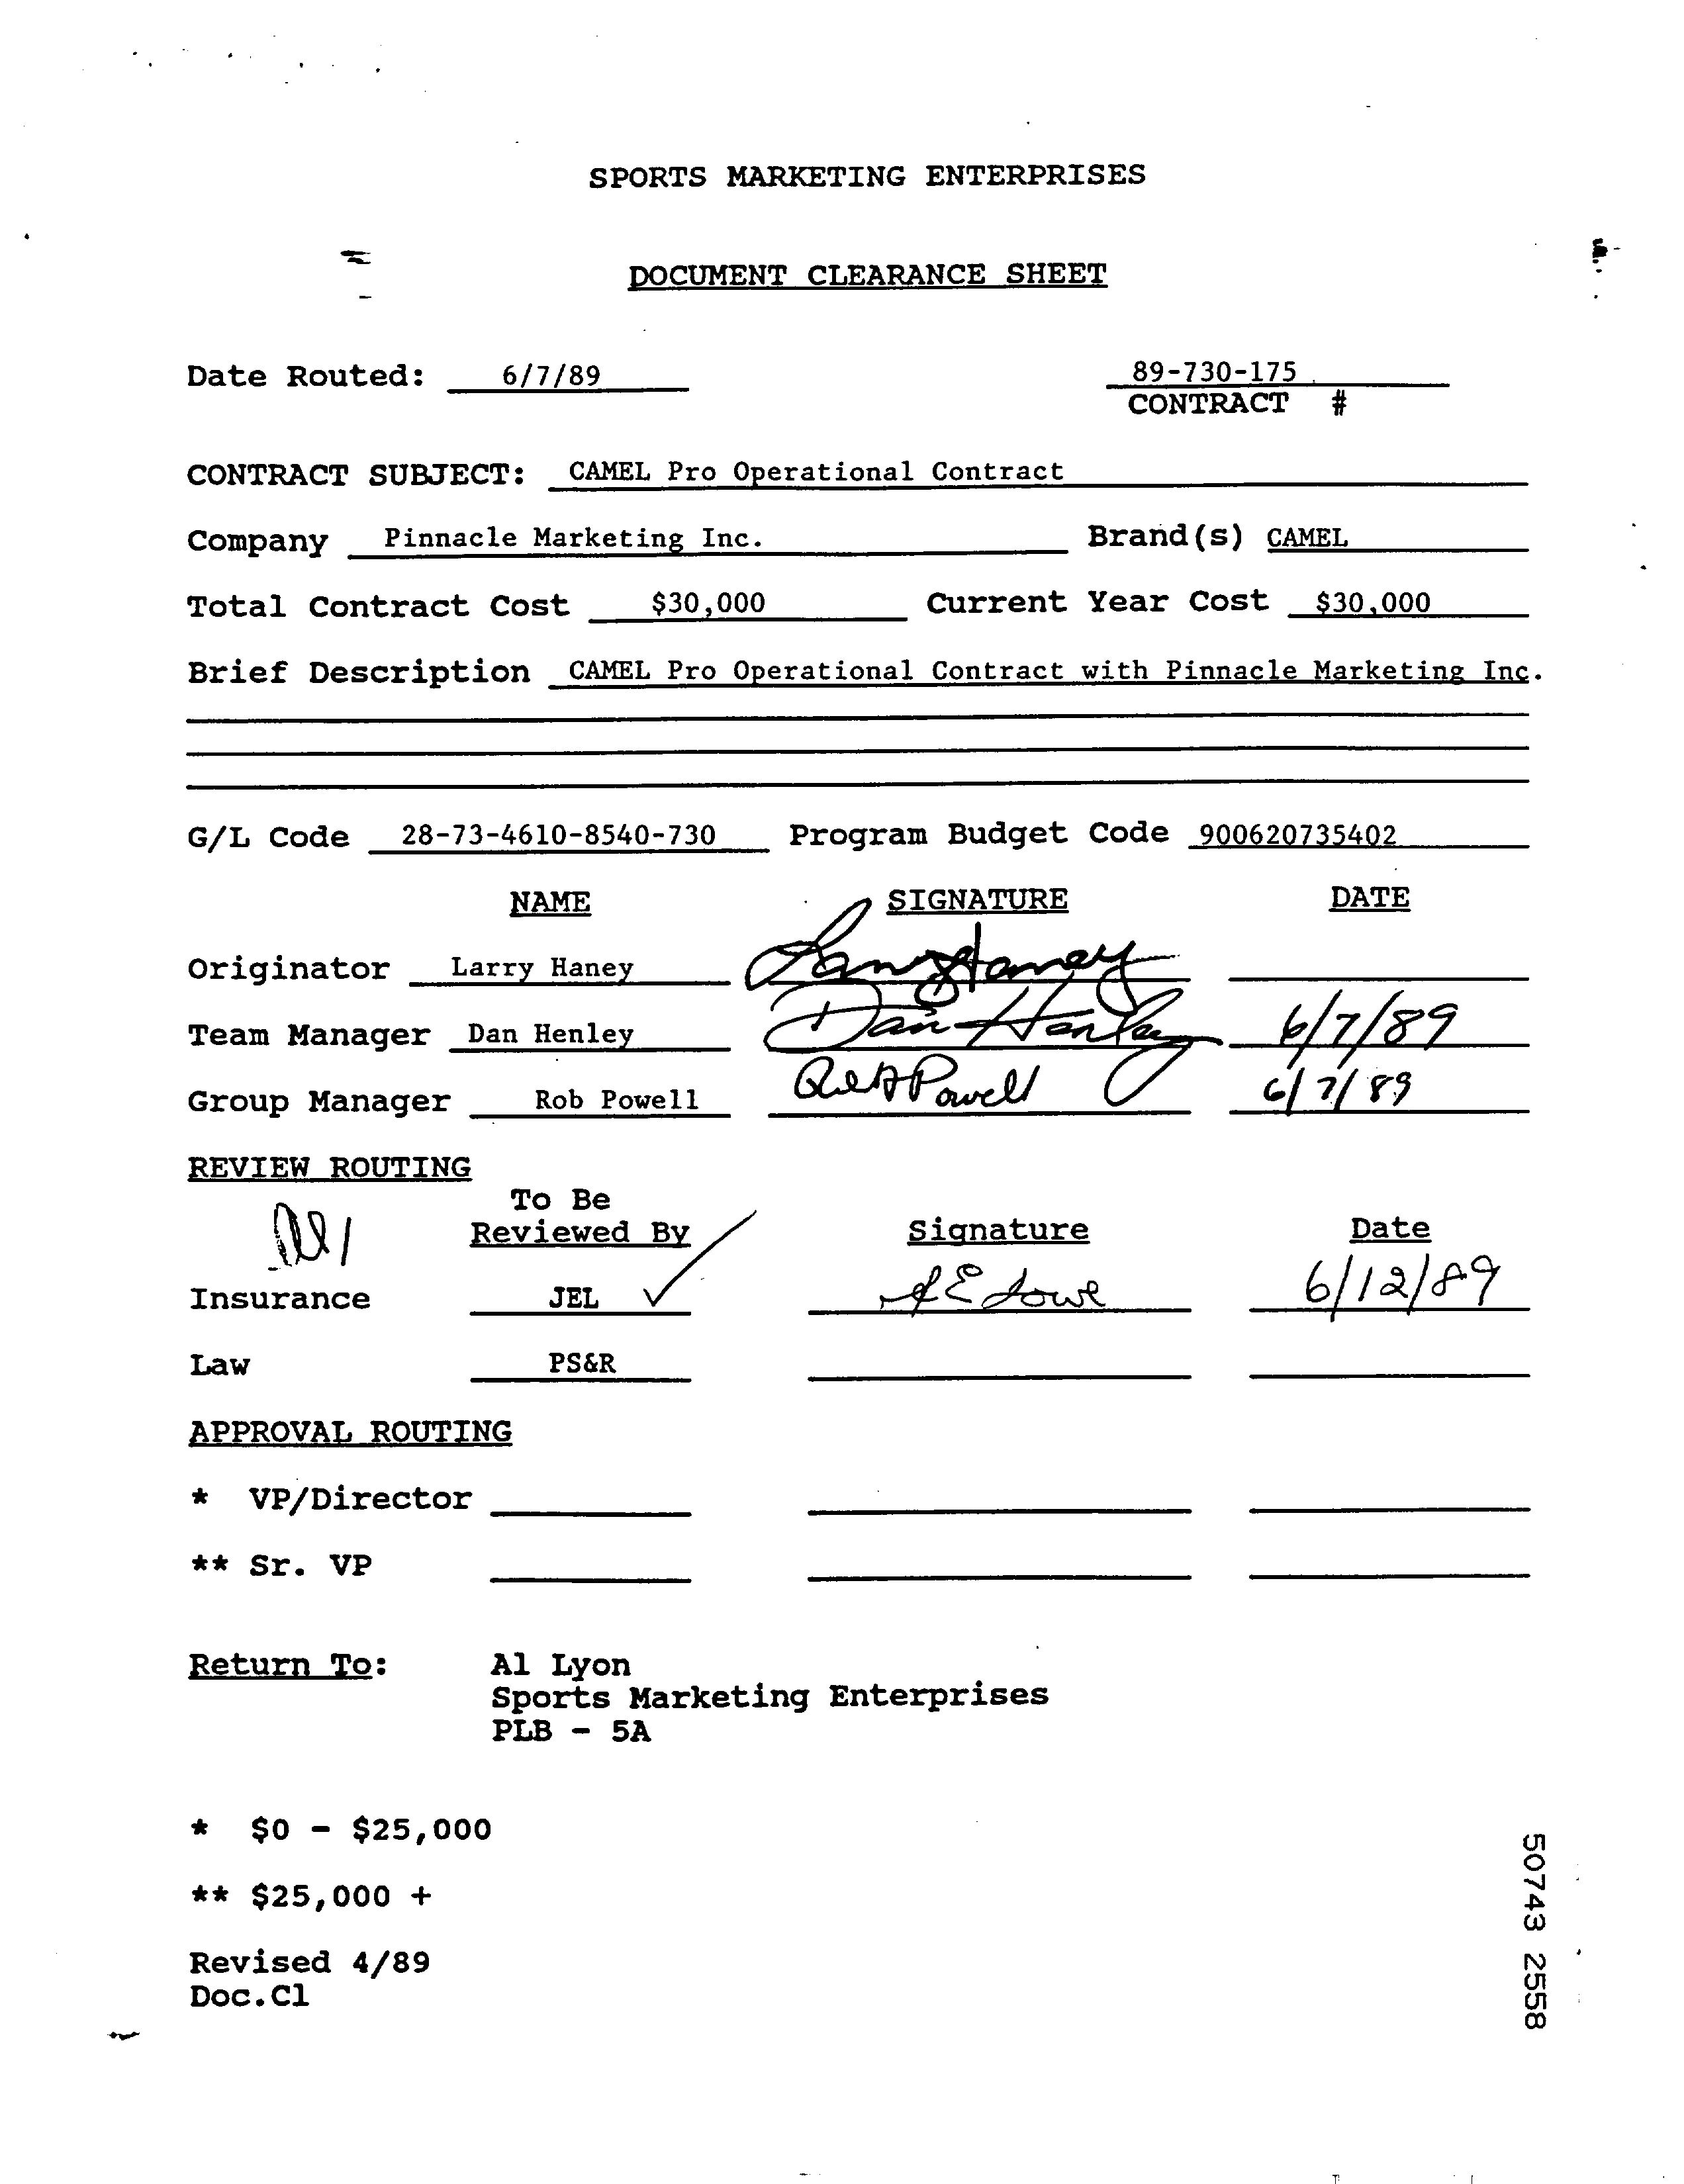 SPORTS MARKETING ENTERPRISES
DOCUMENT CLEARANCE SHEET
Date Routed: 6/7/89 89-730-175
CONTRACT #
CONTRACT SUBJECT: CAMEL Pro Operational Contract
Company Pinnacle Marketing Inc. Brand(s) CAMEL
Total Contract Cost $30,000 Current Year Cost $30,000
Brief Description CAMEL Pro Operational Contract with Pinnacle Marketing Inc.
G/L Code 28-73-4610-8540-730 Program Budget Code 900620735402
NAME SIGNATURE DATE
Originator Larry Haney Larry Haney
Team Manager Dan Henley Dan Henley 6/7/89
Group Manager Rob Powell Powell 6/7/89
REVIEW ROUTING
To Be
Reviewed By Signature Date
Insurance JEL ✓ Lowe 6/12/89
Law PS&R
APPROVAL ROUTING
* VP/Director
** Sr. VP
Return To: Al Lyon
Sports Marketing Enterprises
PLB - 5A
* $0 - $25,000
** $25,000 +
Revised 4/89
Doc.Cl
50743 2558